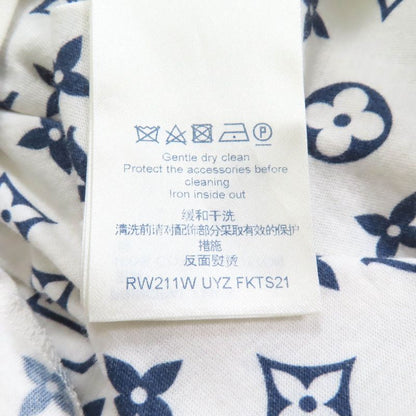 Gentle dry clean
Protect the accessories before
cleaning
Iron inside out
缓和干洗
清洗前请对配饰部分采取有效的保护
措施
反面熨烫
RW211W UYZ FKTS21